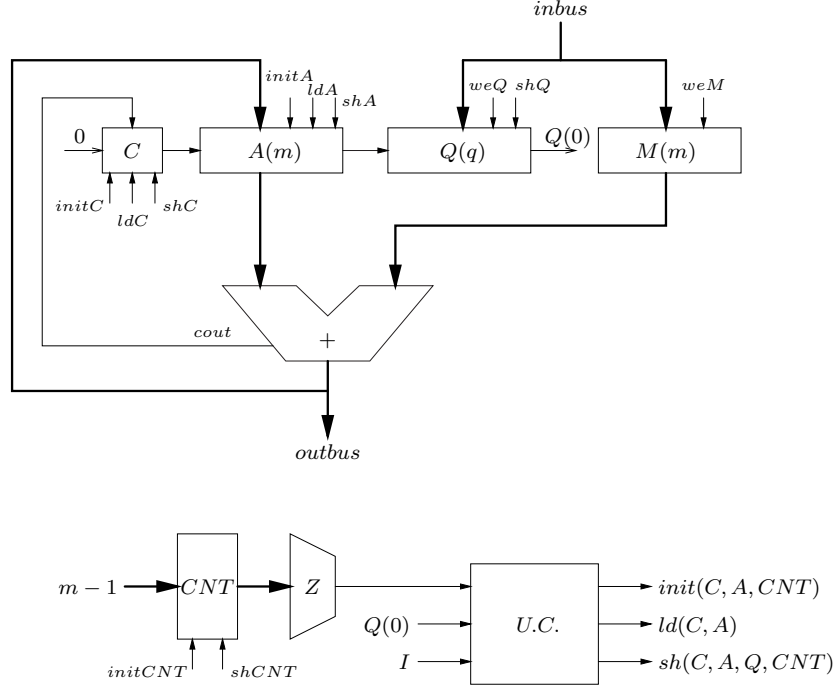 inbus
initA
ldA
shA
weQ shQ
weM
0
C
A(m)
Q(q)
Q(0)
M(m)
initC
ldC
shC
cout
+
outbus
m − 1
CNT
Z
Q(0)
I
U.C.
init(C, A, CNT)
ld(C, A)
sh(C, A, Q, CNT)
initCNT
shCNT